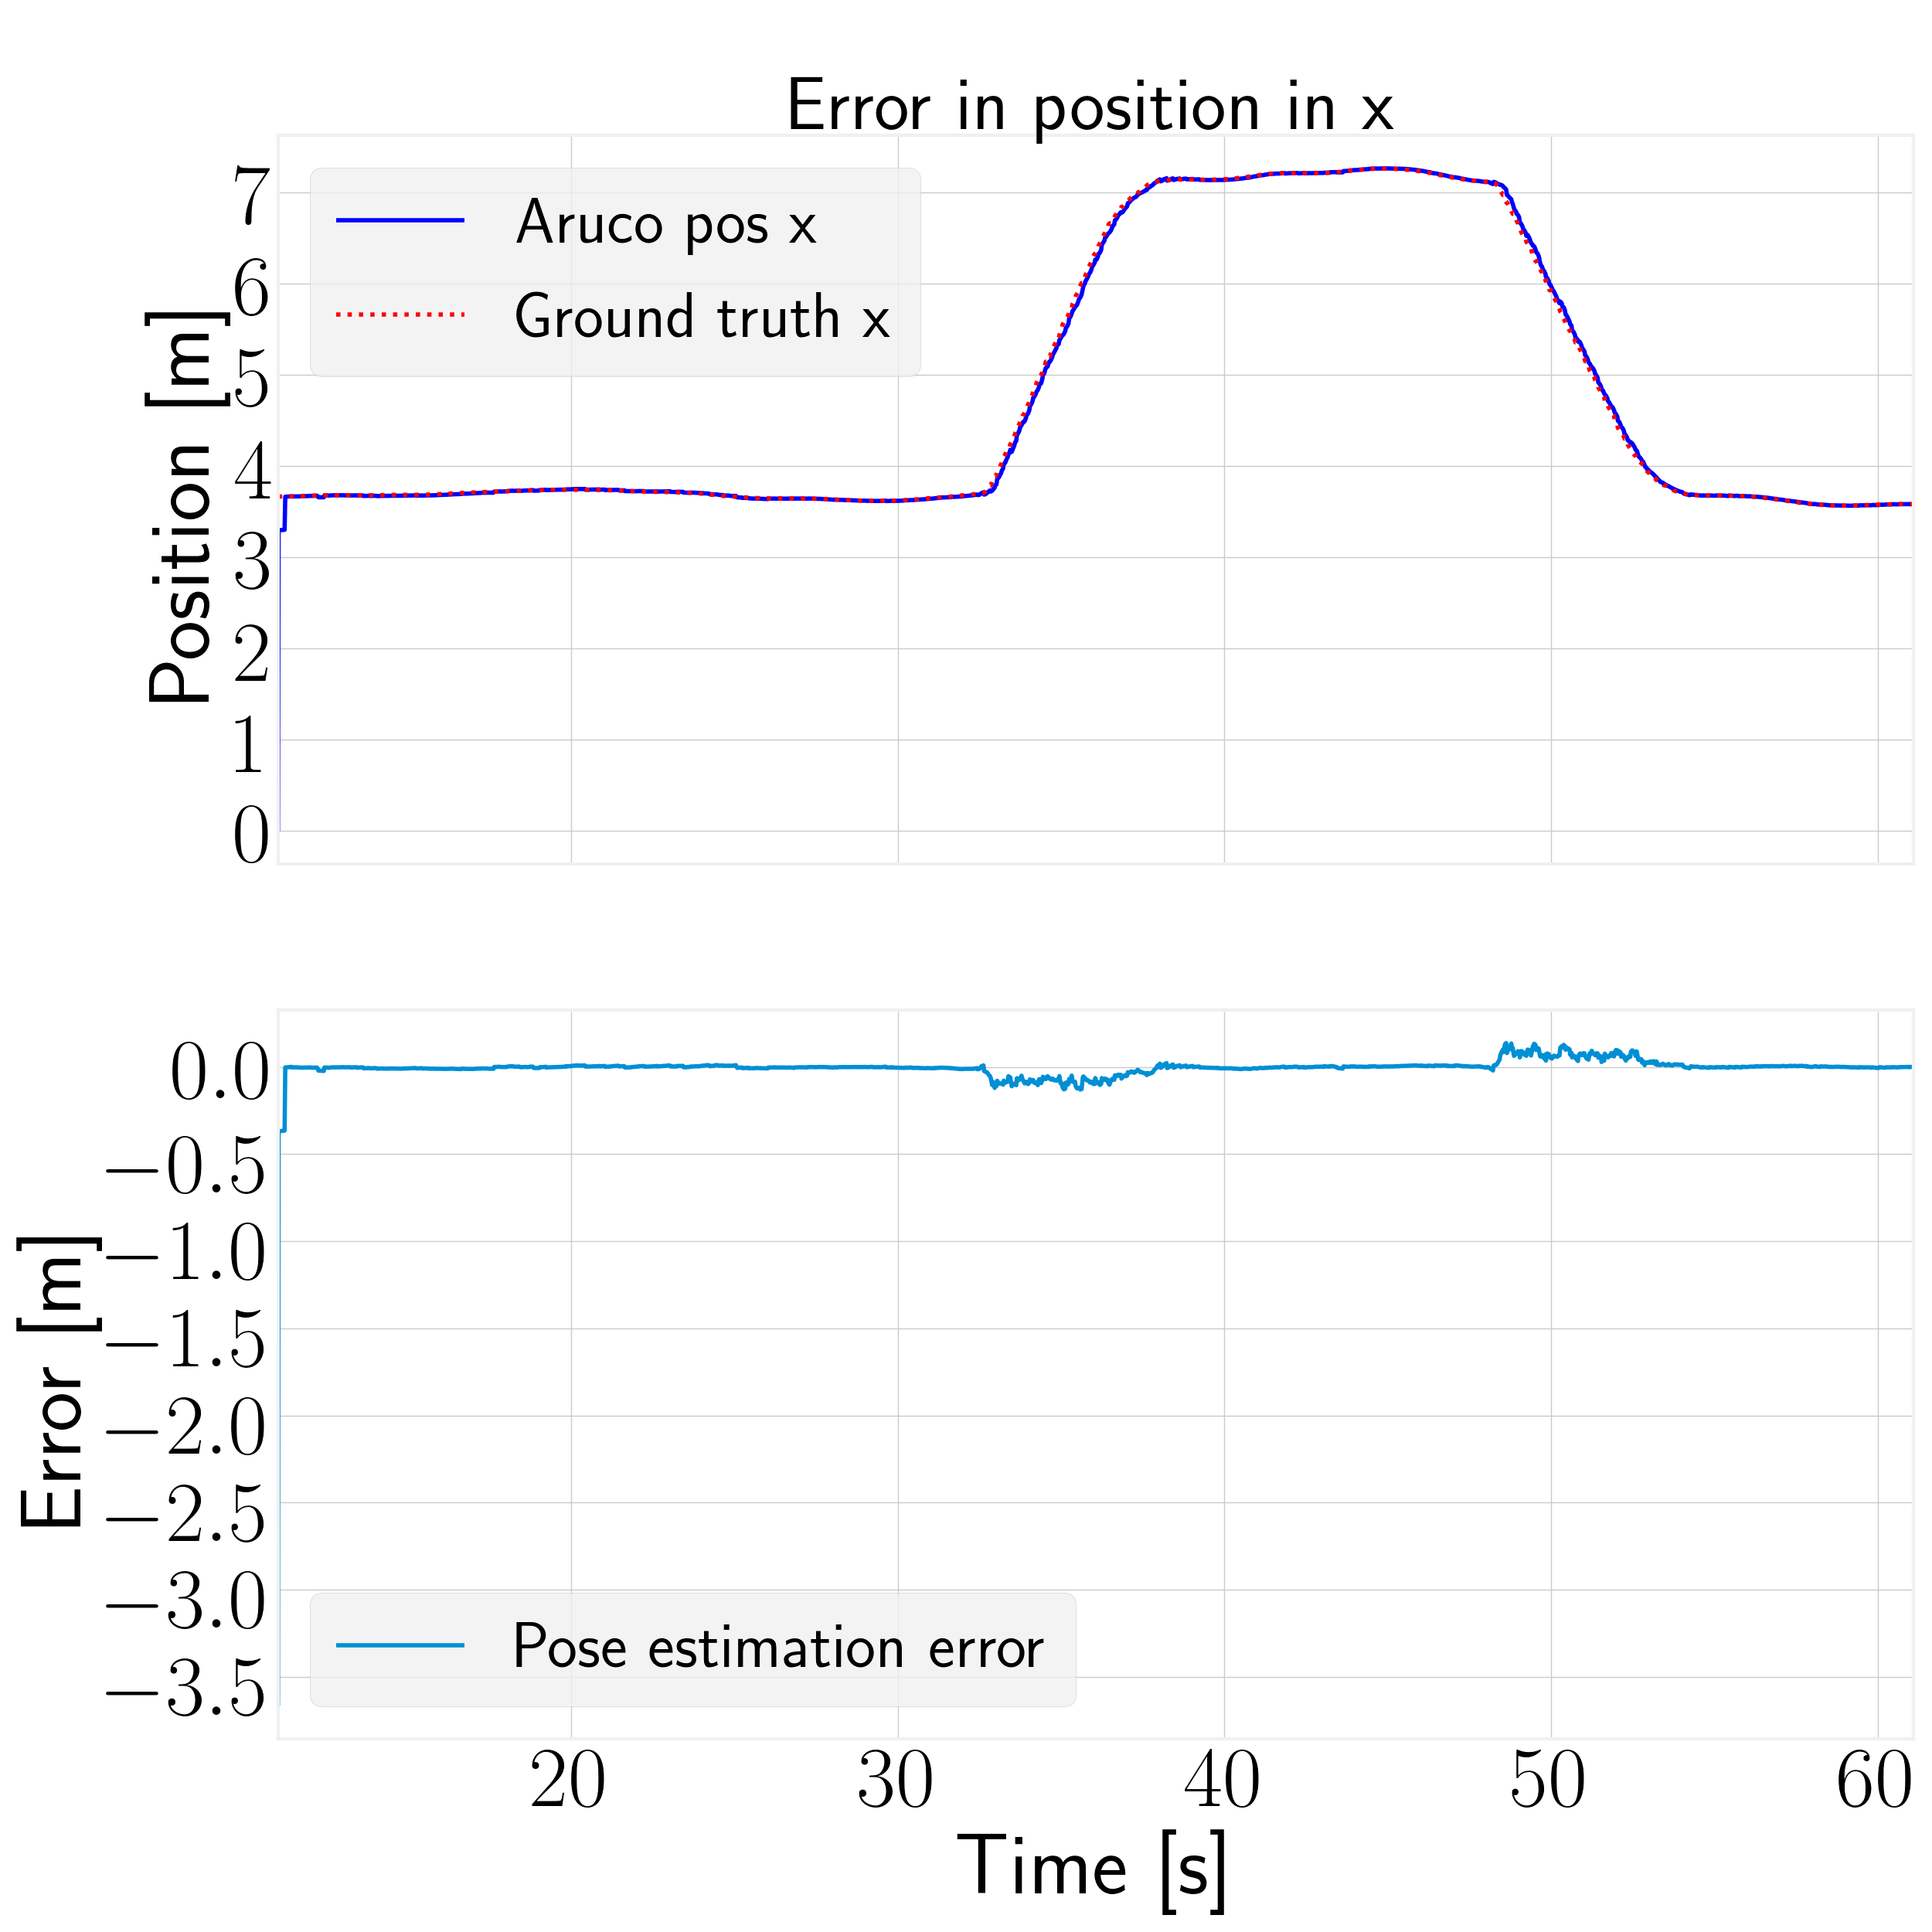 Error in position in x
Position [m]
7
6
5
4
3
2
1
0
Aruco pos x
Ground truth x
Error [m]
0.0
−0.5
−1.0
−1.5
−2.0
−2.5
−3.0
−3.5
Pose estimation error
20 30 40 50 60
Time [s]